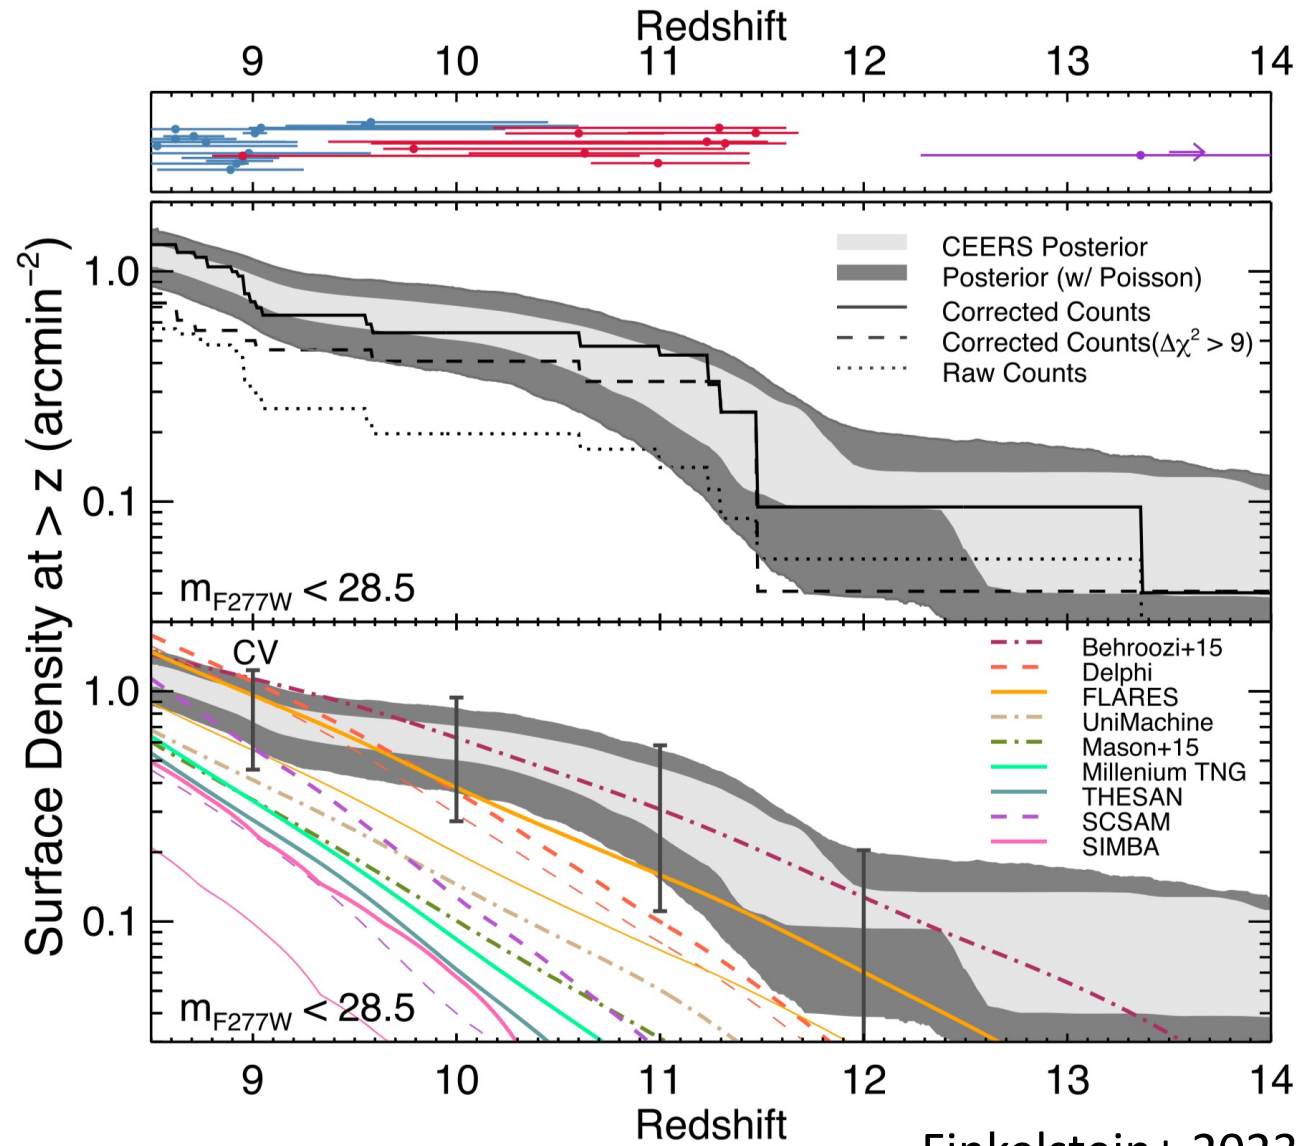 Redshift
9 10 11 12 13 14
Surface Density at > z (arcmin⁻²)
1.0
0.1
CEERS Posterior
Posterior (w/ Poisson)
Corrected Counts
Corrected Counts(Δχ² > 9)
Raw Counts
m_F277W < 28.5
1.0
0.1
CV
Behroozi+15
Delphi
FLARES
UniMachine
Mason+15
Millenium TNG
THESAN
SCSAM
SIMBA
m_F277W < 28.5
9 10 11 12 13 14
Redshift